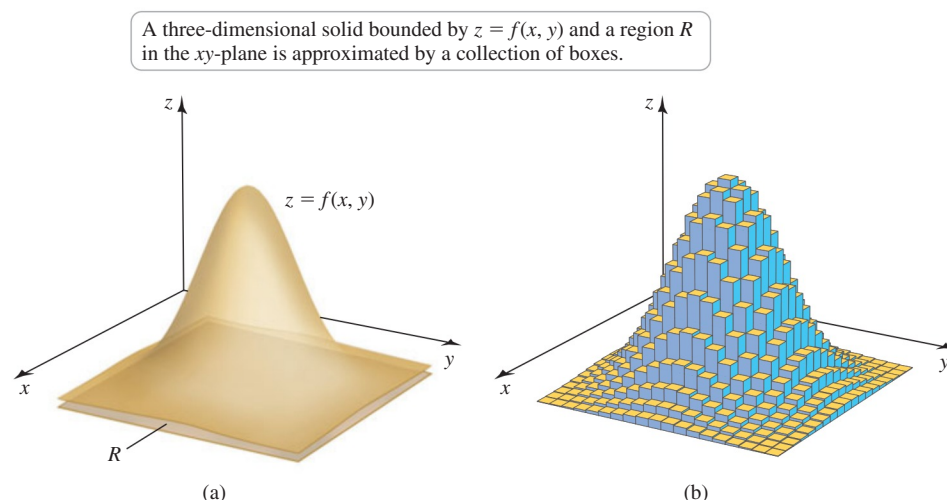 A three-dimensional solid bounded by z = f(x, y) and a region R
in the xy-plane is approximated by a collection of boxes.
z
z = f(x, y)
x
y
R
(a)
z
x
y
(b)